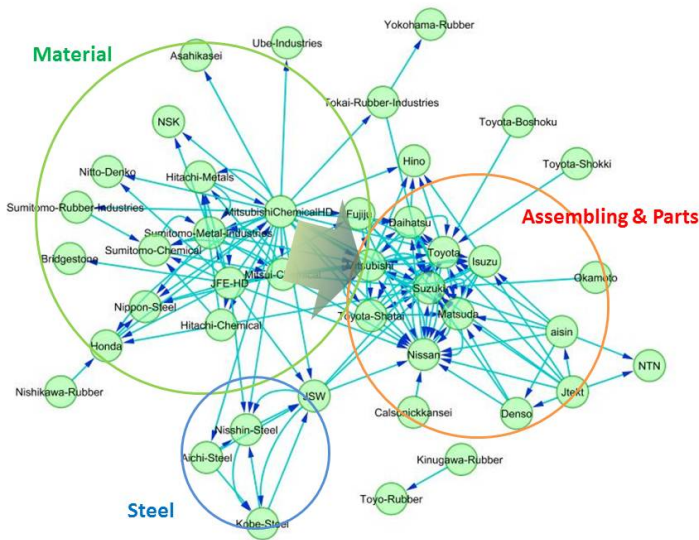 Yokohama-Rubber
Ube-Industries
Asahikasei
Material
Tokai-Rubber-Industries
NSK
Toyota-Boshoku
Toyota-Shokki
Hino
Nitto-Denko
Hitachi-Metals
Sumitomo-Rubber-Industries
MitsubishiChemicalHD
Fujiju
Daihatsu
Assembling & Parts
Sumitomo-Metal-Industries
Sumitomo-Chemical
Toyota
Isuzu
Bridgestone
Mitsui-C
itsubishi
JFE-HD
Suzuki
Okamoto
Nippon-Steel
Toyota-Shatai
Matsuda
Hitachi-Chemical
aisin
Honda
Nissan
NTN
Nishikawa-Rubber
JSW
Jtekt
Calsonickkansei
Denso
Nisshin-Steel
Aichi-Steel
Kinugawa-Rubber
Toyo-Rubber
Steel
Kobe-Steel